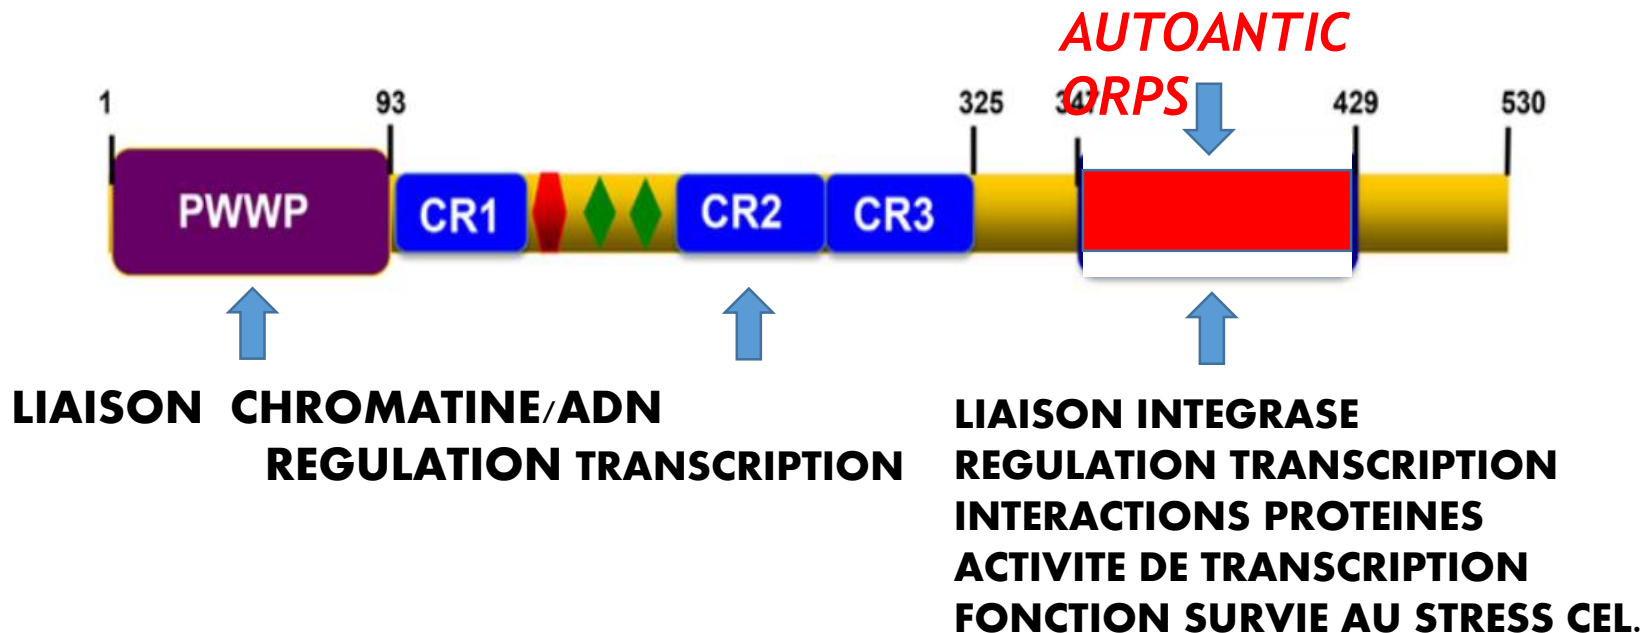 AUTOANTIC
ORPS
1 93 325 347 429 530
PWWP CR1 CR2 CR3
LIAISON CHROMATINE/ADN
REGULATION TRANSCRIPTION
LIAISON INTEGRASE
REGULATION TRANSCRIPTION
INTERACTIONS PROTEINES
ACTIVITE DE TRANSCRIPTION
FONCTION SURVIE AU STRESS CEL.